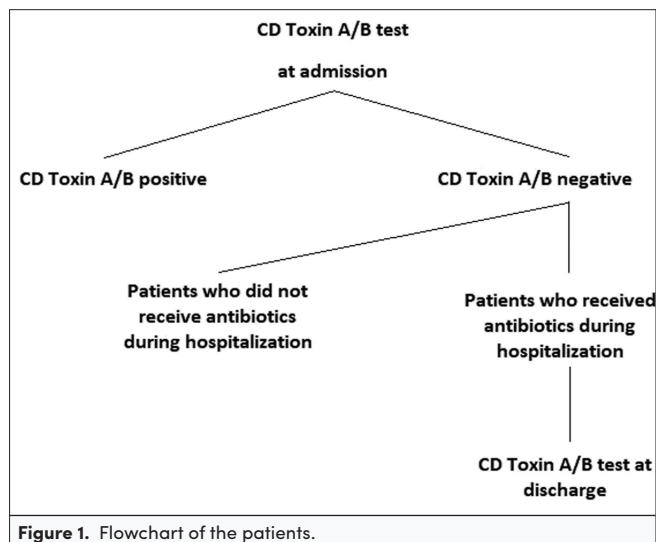 CD Toxin A/B test
at admission
CD Toxin A/B positive
CD Toxin A/B negative
Patients who did not
receive antibiotics
during hospitalization
Patients who received
antibiotics during
hospitalization
CD Toxin A/B test at
discharge
Figure 1. Flowchart of the patients.